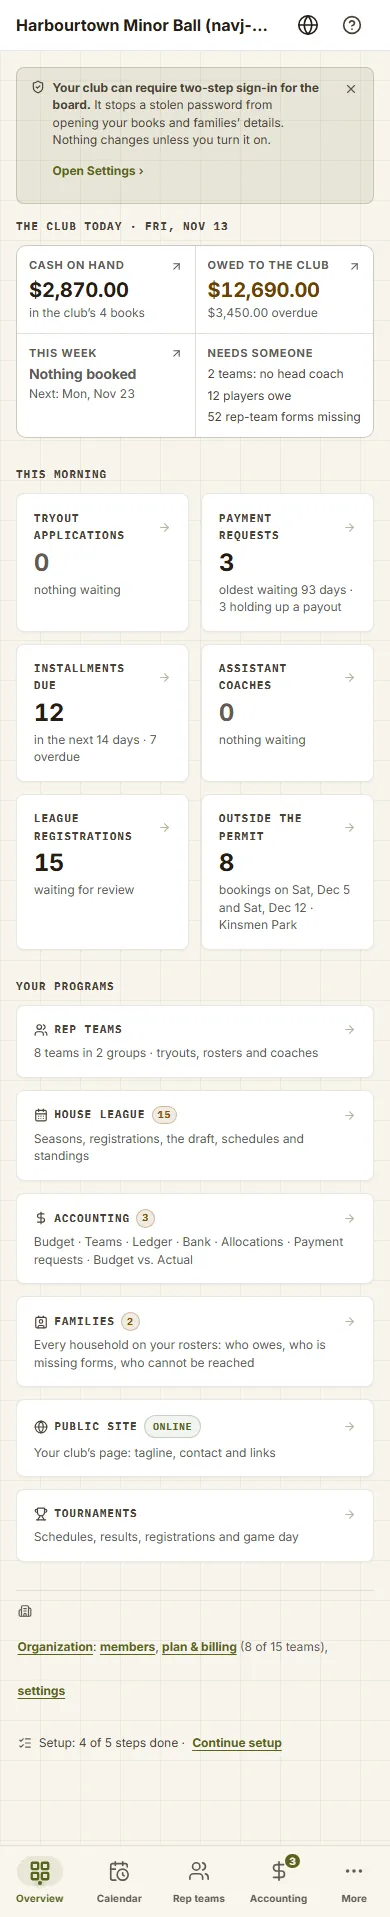 Harbourtown Minor Ball (navj-...
Your club can require two-step sign-in for the
board. It stops a stolen password from
opening your books and families’ details.
Nothing changes unless you turn it on.
Open Settings ›
THE CLUB TODAY · FRI, NOV 13
CASH ON HAND
$2,870.00
in the club’s 4 books
OWED TO THE CLUB
$12,690.00
$3,450.00 overdue
THIS WEEK
Nothing booked
Next: Mon, Nov 23
NEEDS SOMEONE
2 teams: no head coach
12 players owe
52 rep-team forms missing
THIS MORNING
TRYOUT
APPLICATIONS
0
nothing waiting
PAYMENT
REQUESTS
3
oldest waiting 93 days ·
3 holding up a payout
INSTALLMENTS
DUE
12
in the next 14 days · 7
overdue
ASSISTANT
COACHES
0
nothing waiting
LEAGUE
REGISTRATIONS
15
waiting for review
OUTSIDE THE
PERMIT
8
bookings on Sat, Dec 5
and Sat, Dec 12 ·
Kinsmen Park
YOUR PROGRAMS
REP TEAMS
8 teams in 2 groups · tryouts, rosters and coaches
HOUSE LEAGUE 15
Seasons, registrations, the draft, schedules and
standings
ACCOUNTING 3
Budget · Teams · Ledger · Bank · Allocations · Payment
requests · Budget vs. Actual
FAMILIES 2
Every household on your rosters: who owes, who is
missing forms, who cannot be reached
PUBLIC SITE ONLINE
Your club’s page: tagline, contact and links
TOURNAMENTS
Schedules, results, registrations and game day
Organization: members, plan & billing (8 of 15 teams),
settings
Setup: 4 of 5 steps done · Continue setup
3
Overview Calendar Rep teams Accounting More